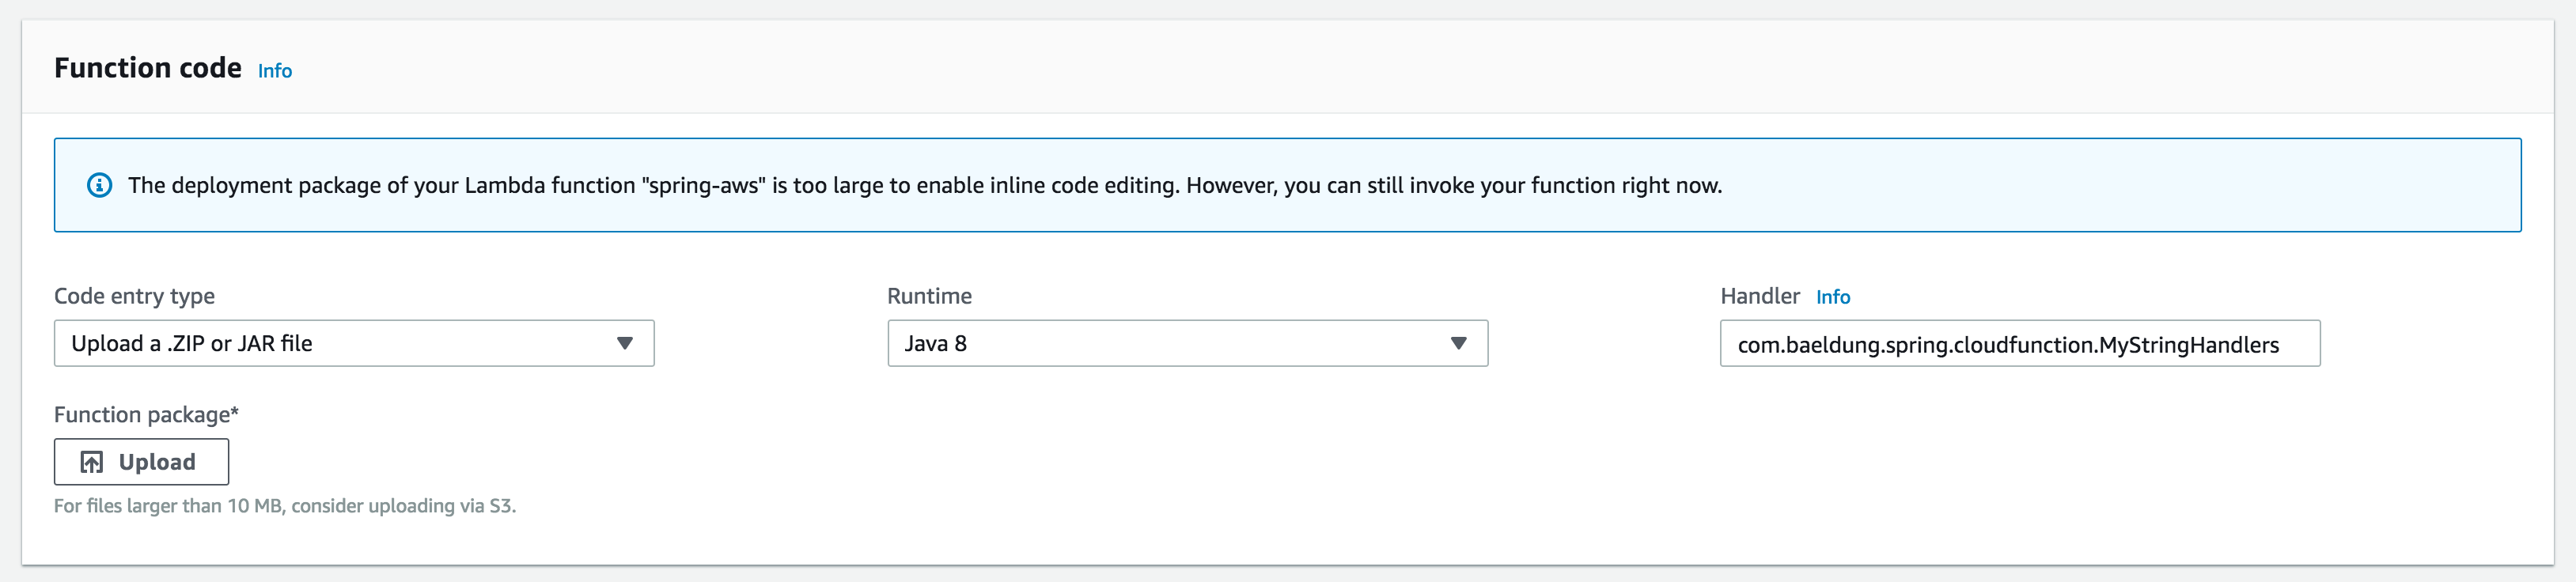 Function code Info
The deployment package of your Lambda function "spring-aws" is too large to enable inline code editing. However, you can still invoke your function right now.
Code entry type
Runtime
Handler Info
Upload a .ZIP or JAR file
Java 8
com.baeldung.spring.cloudfunction.MyStringHandlers
Function package*
Upload
For files larger than 10 MB, consider uploading via S3.